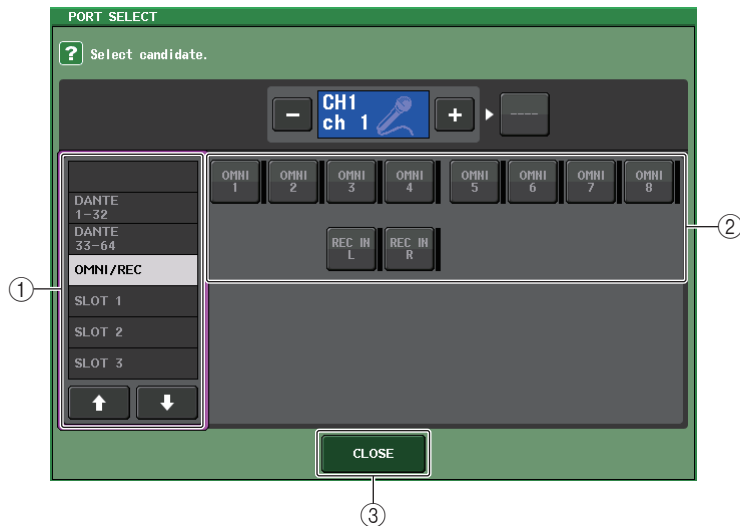 PORT SELECT
? Select candidate.
CH1
ch 1
−
+
----
DANTE
1-32
DANTE
33-64
OMNI/REC
SLOT 1
SLOT 2
SLOT 3
OMNI
1
OMNI
2
OMNI
3
OMNI
4
OMNI
5
OMNI
6
OMNI
7
OMNI
8
REC IN
L
REC IN
R
CLOSE
①
②
③